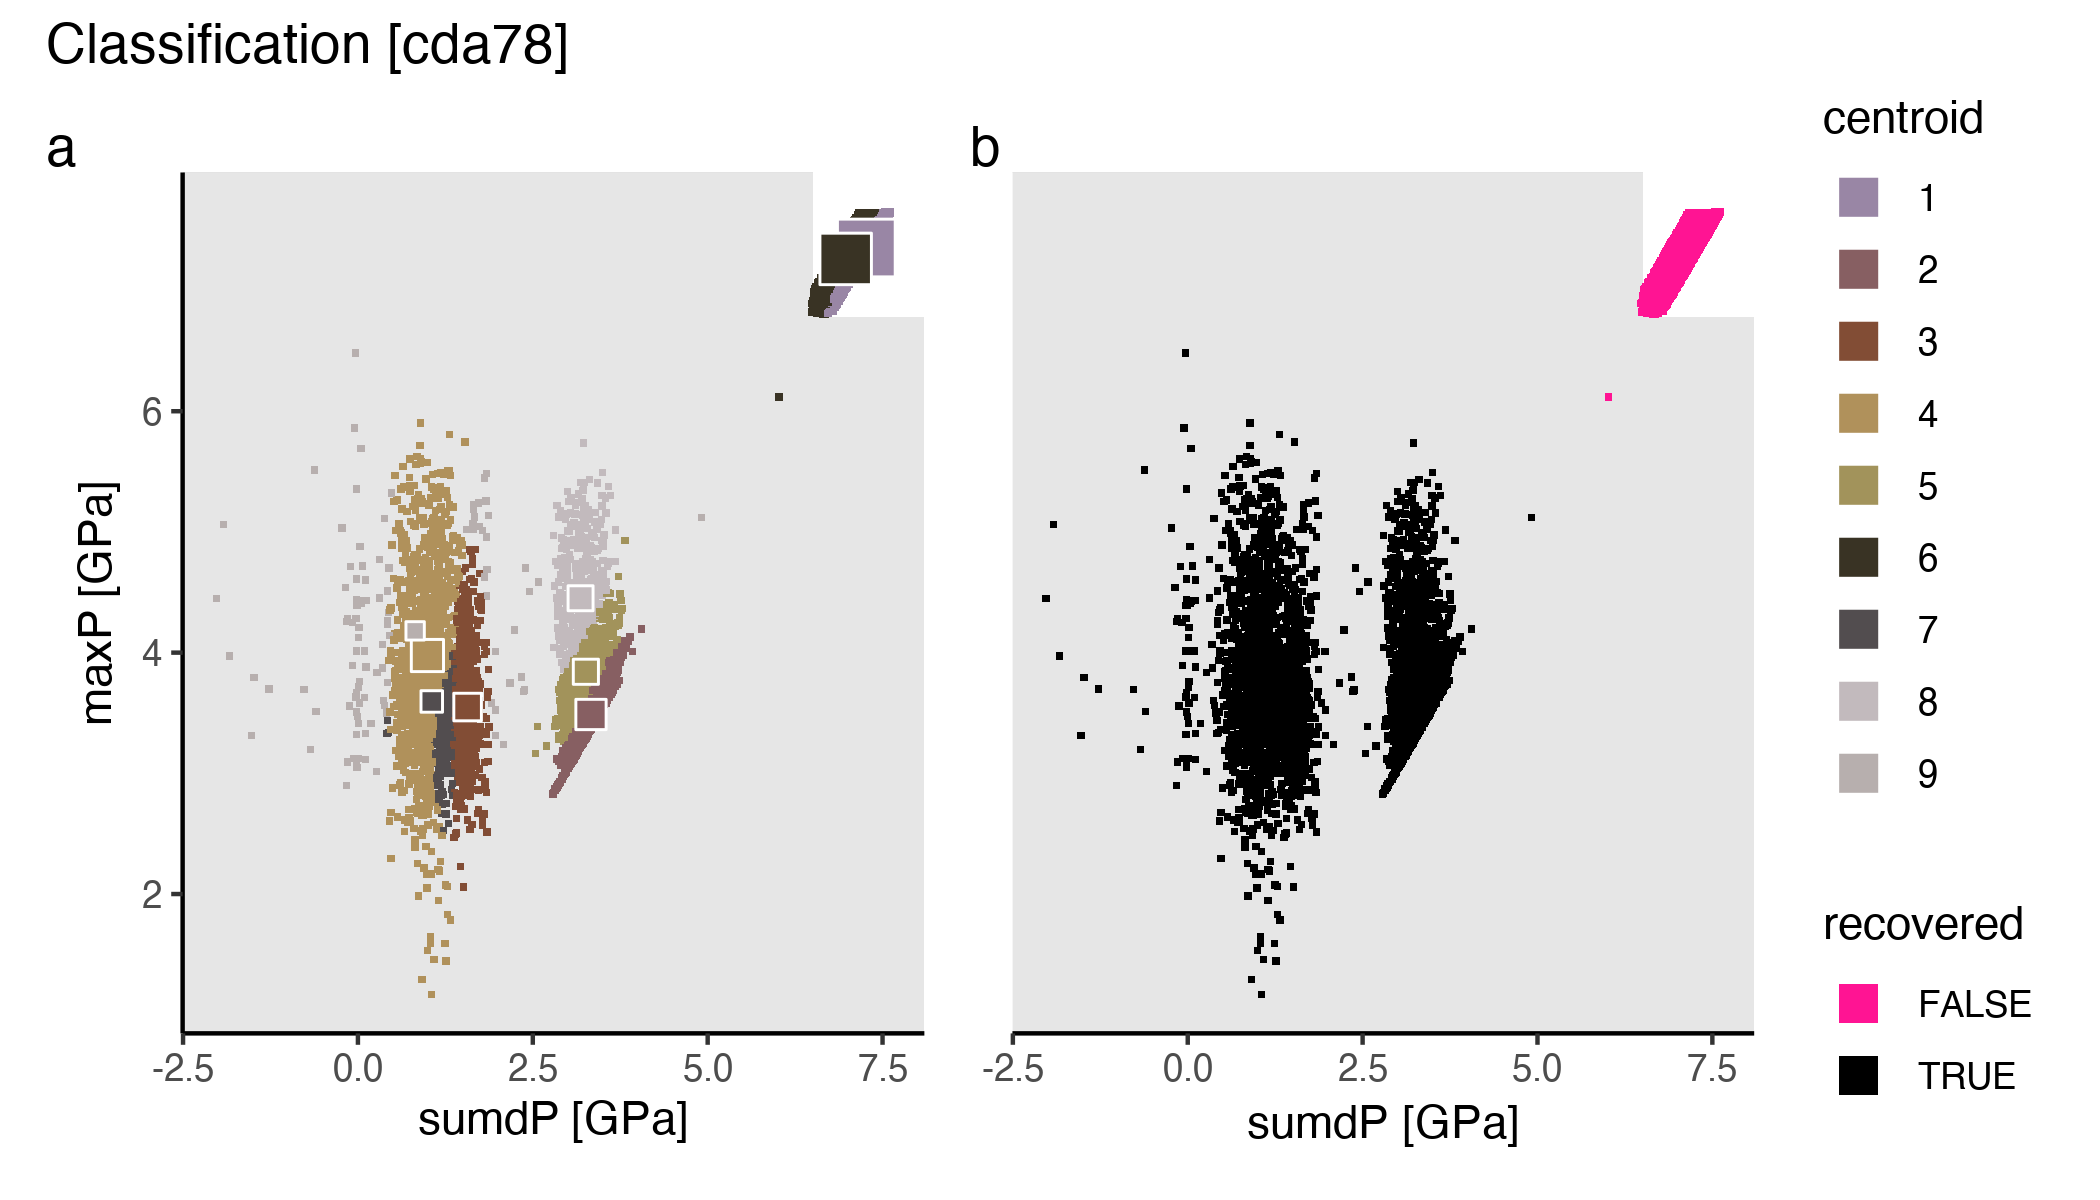 Classification [cda78]
a
b
maxP [GPa]
6
4
2
-2.5 0.0 2.5 5.0 7.5
sumdP [GPa]
-2.5 0.0 2.5 5.0 7.5
sumdP [GPa]
centroid
1
2
3
4
5
6
7
8
9
recovered
FALSE
TRUE